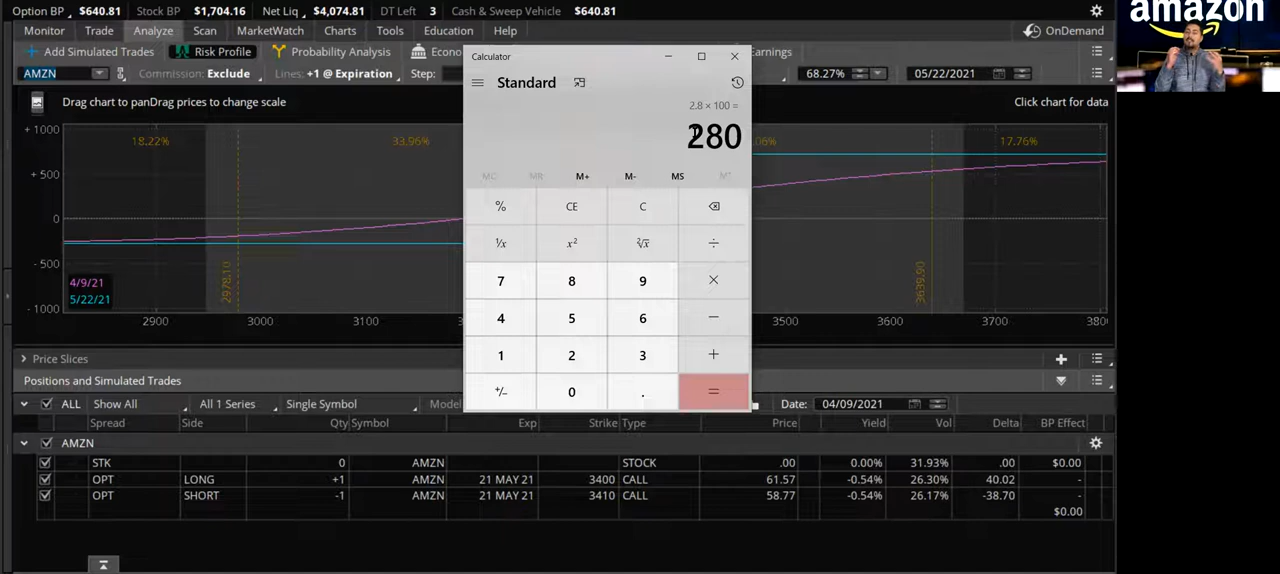 Option BP ▸ $640.81 Stock BP ▸ $1,704.16 Net Liq ▸ $4,074.81 DT Left 3 Cash & Sweep Vehicle ▸ $640.81
amazon
Monitor Trade Analyze Scan MarketWatch Charts Tools Education Help OnDemand
Add Simulated Trades Risk Profile Probability Analysis Econo Earnings
AMZN Commission: Exclude Lines: +1 @ Expiration Step: 68.27% 05/22/2021
Drag chart to pan Drag prices to change scale Click chart for data
Calculator
Standard
2.8 × 100 =
280
MC MR M+ M- MS
% CE C
¹/x x² ²√x ÷
7 8 9 ×
4 5 6 −
1 2 3 +
+/− 0 . =
+ 1000
+ 500
0
- 500
- 1000
18.22% 33.96% .06% 17.76%
2978.10 3639.90
4/9/21
5/22/21
2900 3000 3100 3500 3600 3700 380
Price Slices
Positions and Simulated Trades
ALL Show All All 1 Series Single Symbol Model Date: 04/09/2021
Spread Side Qty Symbol Exp Strike Type Price Yield Vol Delta BP Effect
AMZN
STK 0 AMZN STOCK .00 0.00% 31.93% .00 $0.00
OPT LONG +1 AMZN 21 MAY 21 3400 CALL 61.57 -0.54% 26.30% 40.02 -
OPT SHORT -1 AMZN 21 MAY 21 3410 CALL 58.77 -0.54% 26.17% -38.70 -
$0.00